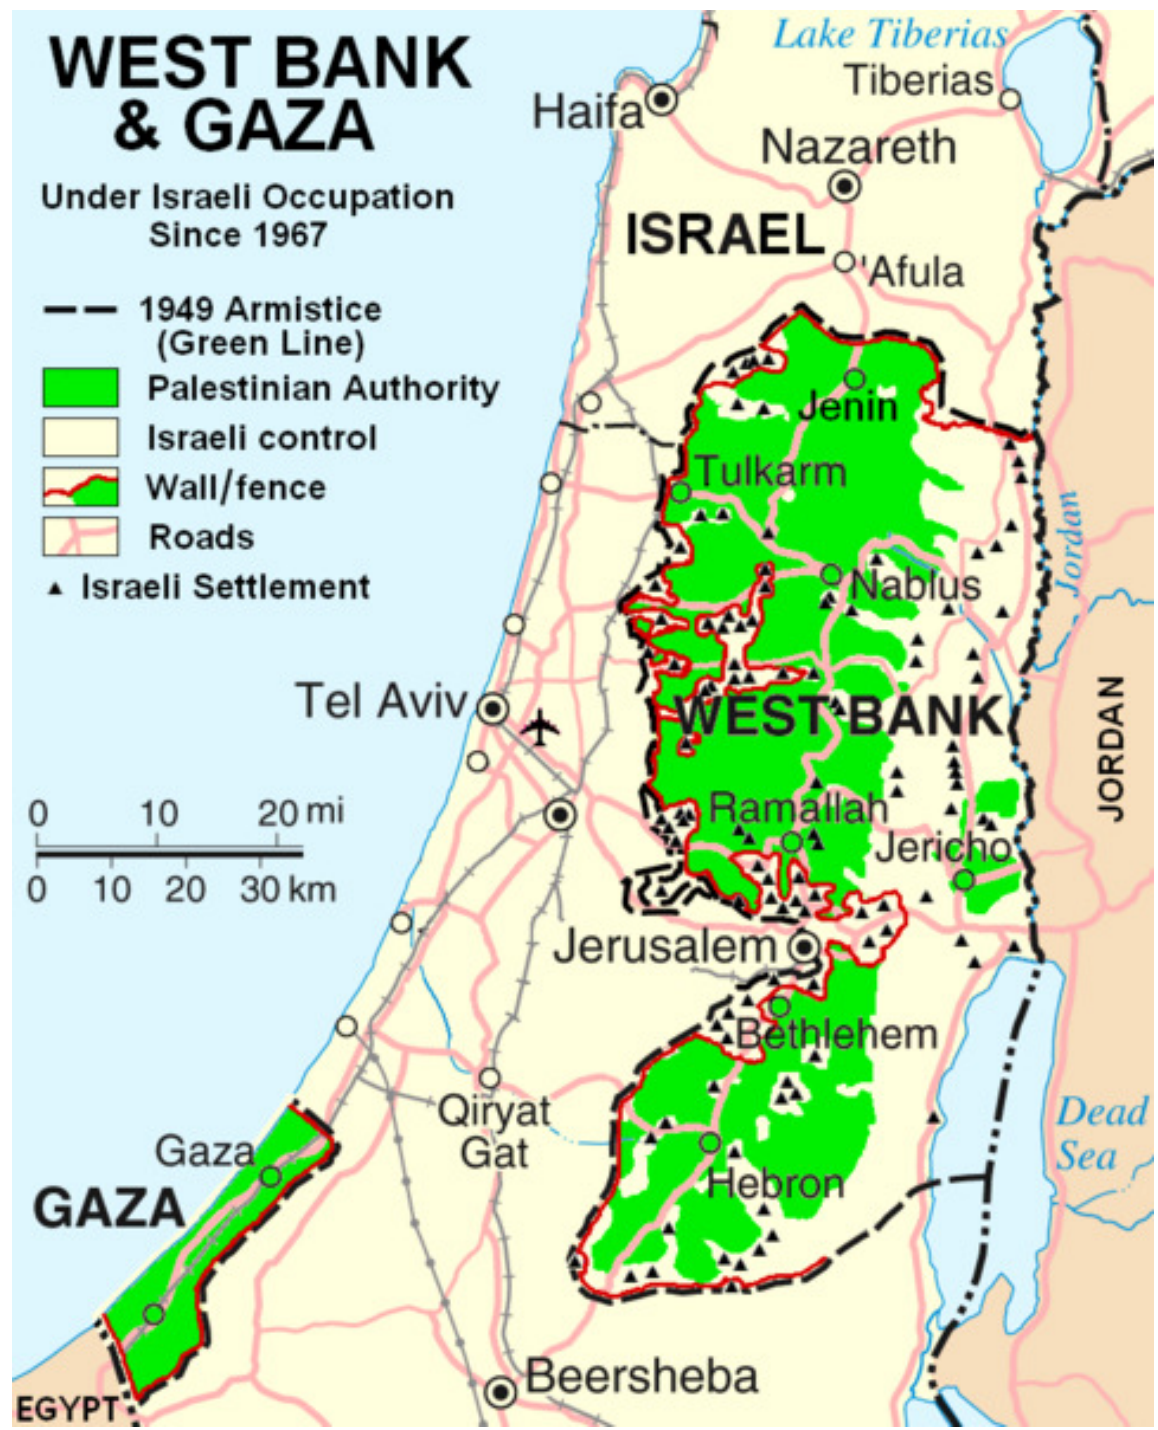 WEST BANK
& GAZA
Under Israeli Occupation
Since 1967
1949 Armistice
(Green Line)
Palestinian Authority
Israeli control
Wall/fence
Roads
Israeli Settlement
Lake Tiberias
Tiberias
Haifa
Nazareth
ISRAEL
'Afula
Jenin
Tulkarm
Jordan
Nablus
Tel Aviv
WEST BANK
JORDAN
0 10 20 mi
0 10 20 30 km
Ramallah
Jericho
Jerusalem
Bethlehem
Qiryat
Gat
Dead
Sea
Gaza
GAZA
Hebron
Beersheba
EGYPT